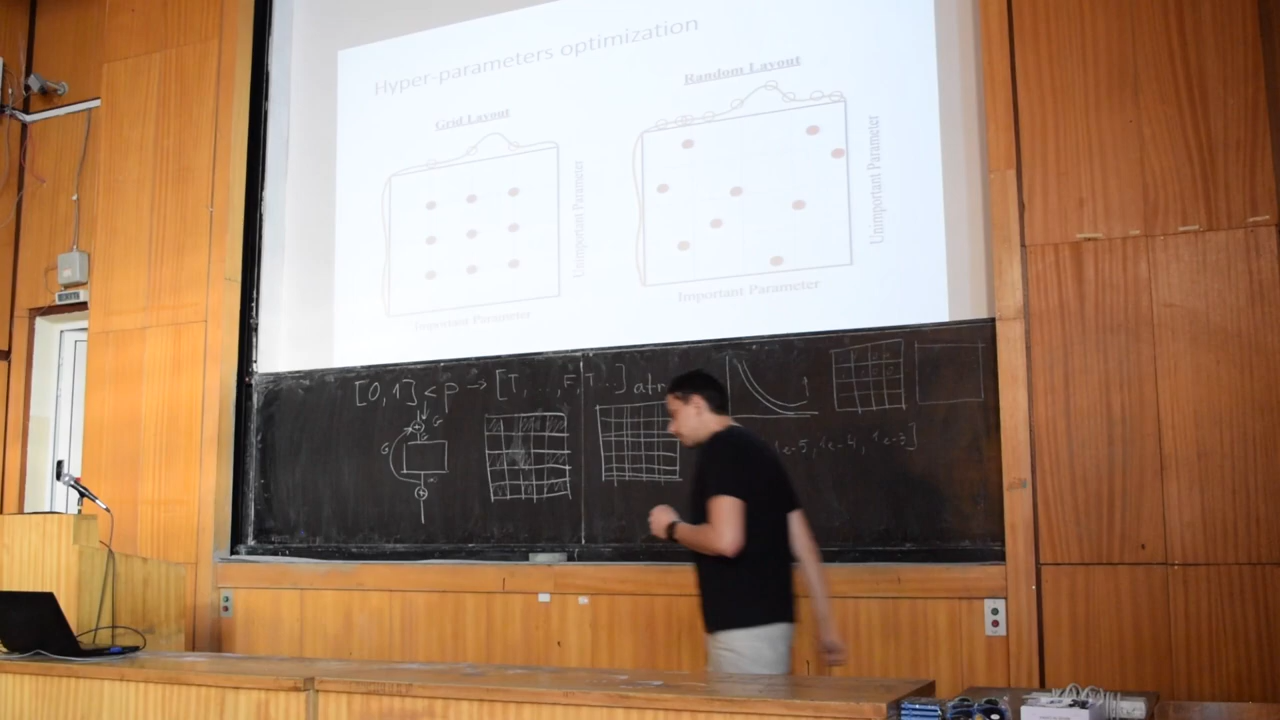 Hyper-parameters optimization
Grid Layout
Random Layout
Unimportant Parameter
Important Parameter
Unimportant Parameter
Important Parameter
[0,1] < p → [T, ..., F, T ...] atr
G
G
G
1e-5, 1e-4, 1e-3]